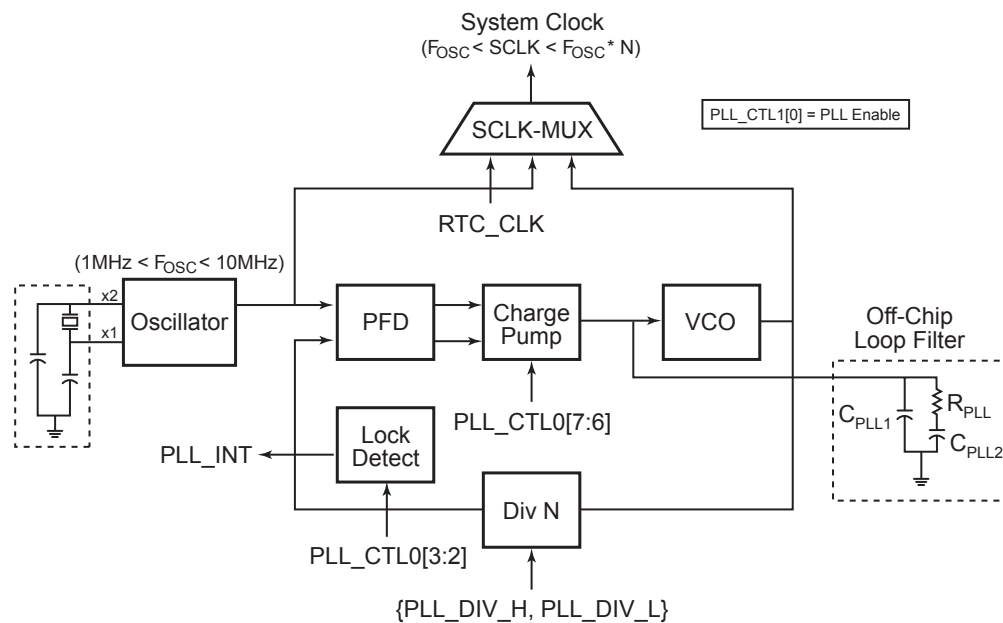 System Clock
(FOSC < SCLK < FOSC * N)
SCLK-MUX
PLL_CTL1[0] = PLL Enable
RTC_CLK
(1MHz < FOSC < 10MHz)
x2
x1
Oscillator
PFD
Charge
Pump
VCO
Off-Chip
Loop Filter
CPLL1
RPLL
CPLL2
PLL_CTL0[7:6]
PLL_INT
Lock
Detect
PLL_CTL0[3:2]
Div N
{PLL_DIV_H, PLL_DIV_L}